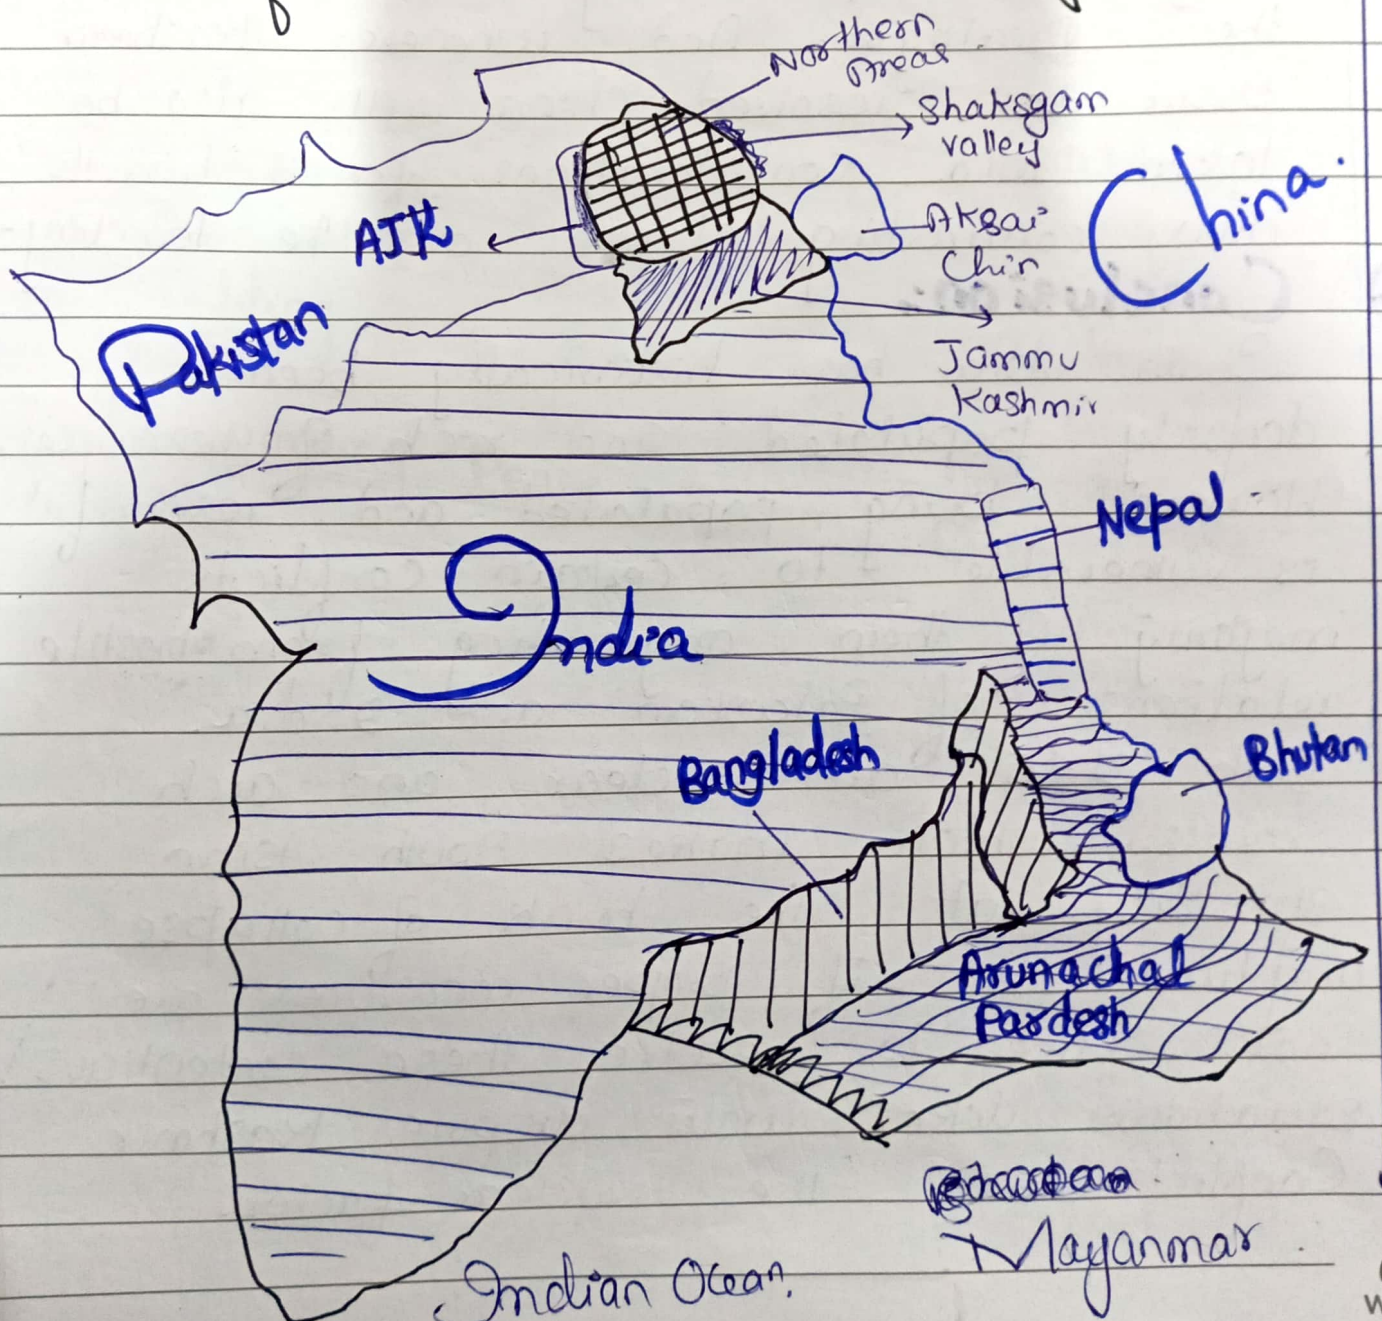 Northern
Areas
Shaksgam
valley
China.
AJK
Aksai
Chin
Pakistan
Jammu
Kashmir
Nepal
India
Bangladesh
Bhutan
Arunachal
Pardesh
Mayanmar
Indian Ocean.